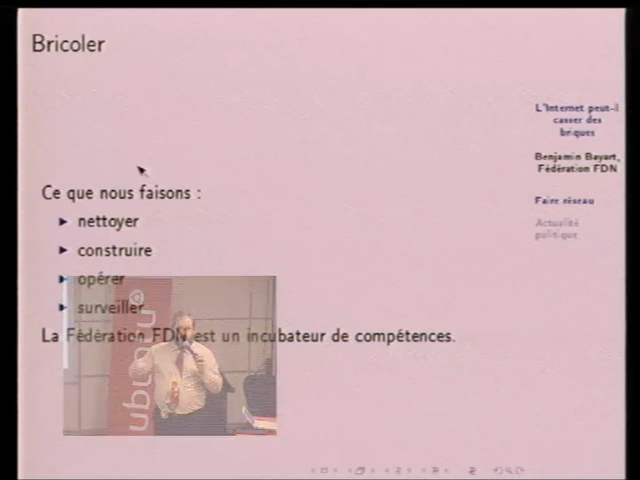 Bricoler
L'Internet peut-il
casser des
briques
Benjamin Bayart,
Fédération FDN
Faire réseau
Actualité
politique
Ce que nous faisons :
nettoyer
construire
opérer
surveiller
La Fédération FDN est un incubateur de compétences.
ubuntu